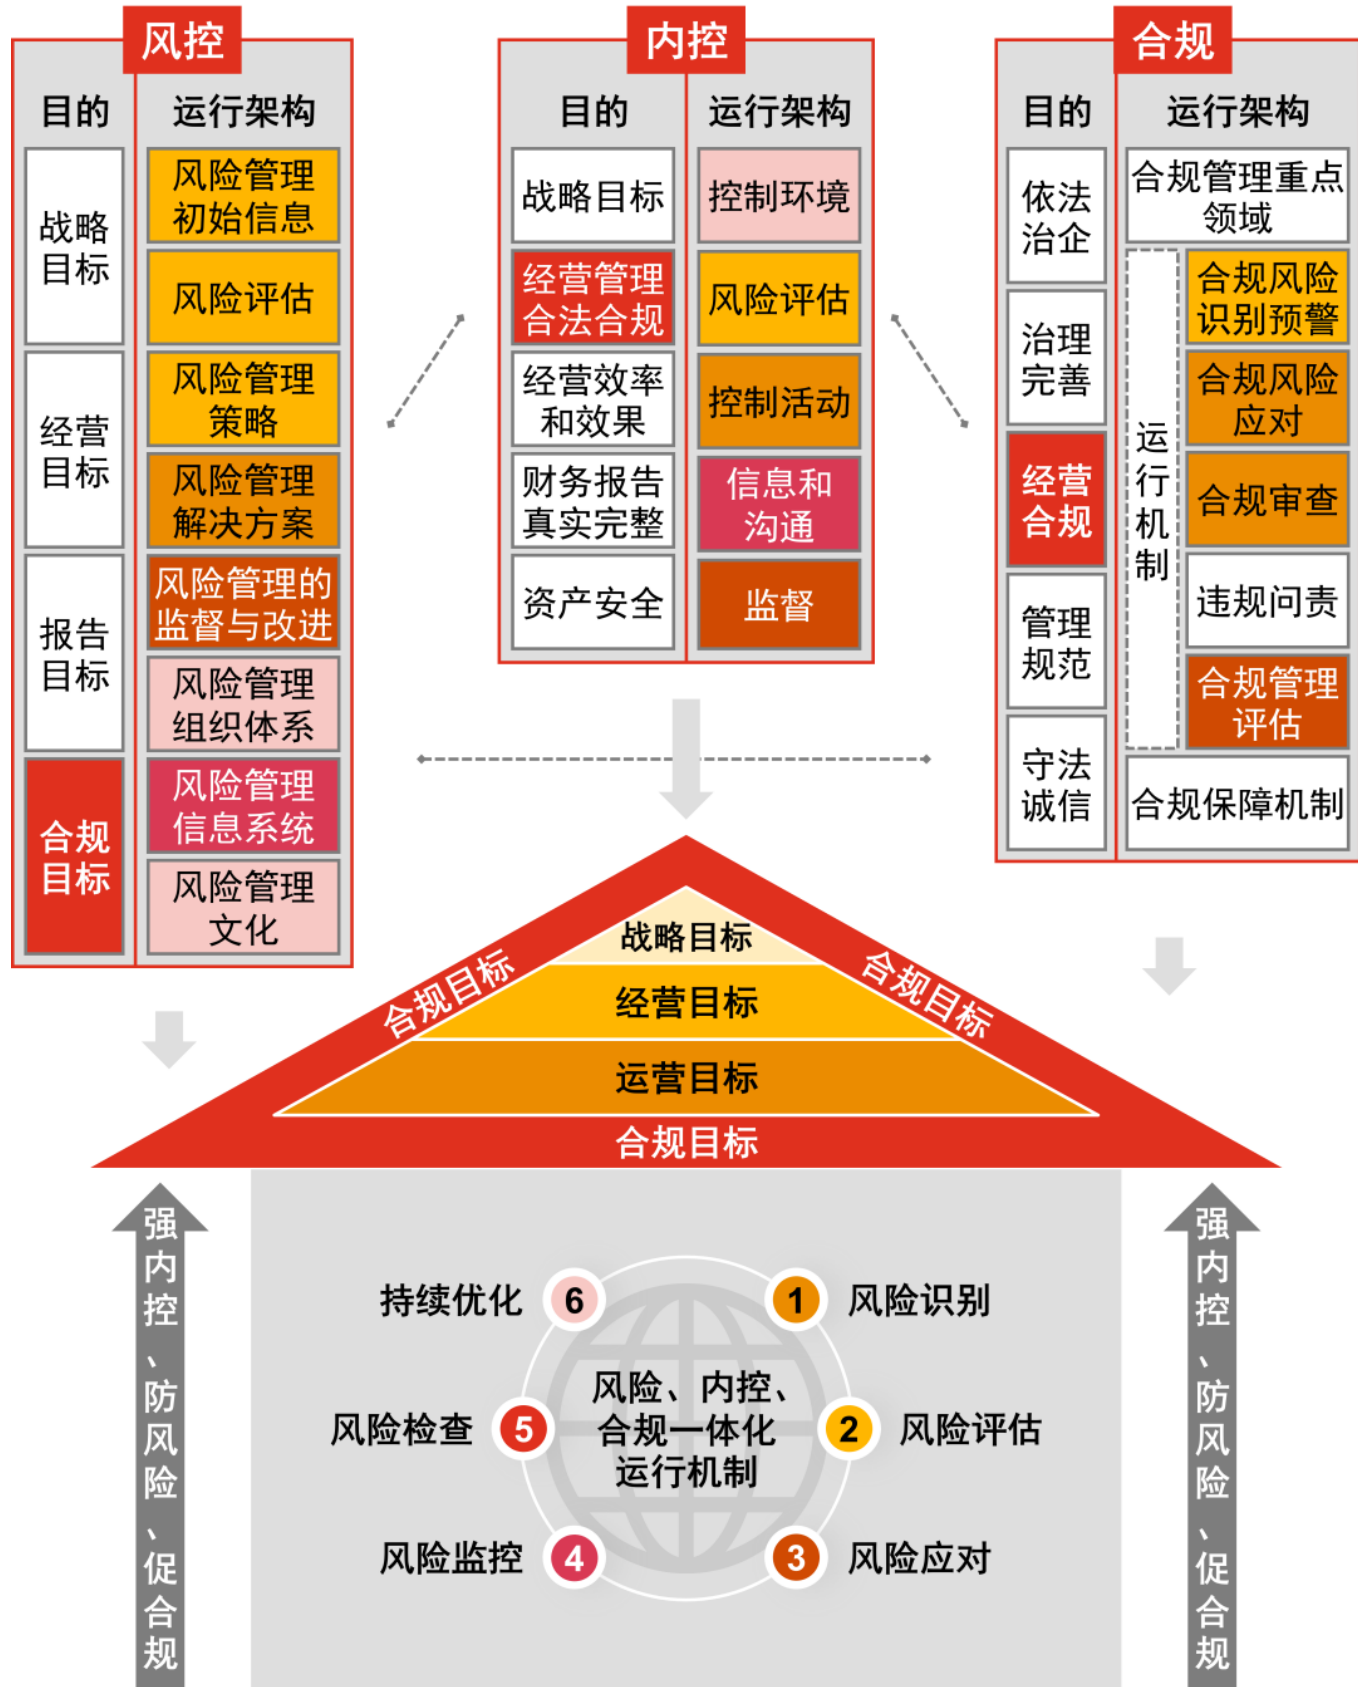 风控
目的
运行架构
战略
目标
经营
目标
报告
目标
合规
目标
风险管理
初始信息
风险评估
风险管理
策略
风险管理
解决方案
风险管理的
监督与改进
风险管理
组织体系
风险管理
信息系统
风险管理
文化
内控
目的
运行架构
战略目标
经营管理
合法合规
经营效率
和效果
财务报告
真实完整
资产安全
控制环境
风险评估
控制活动
信息和
沟通
监督
合规
目的
运行架构
依法
治企
治理
完善
经营
合规
管理
规范
守法
诚信
合规管理重点
领域
运行机制
合规风险
识别预警
合规风险
应对
合规审查
违规问责
合规管理
评估
合规保障机制
合规目标
合规目标
战略目标
经营目标
运营目标
合规目标
强内控、防风险、促合规
强内控、防风险、促合规
风险、内控、
合规一体化
运行机制
1 风险识别
2 风险评估
3 风险应对
4 风险监控
5 风险检查
6 持续优化